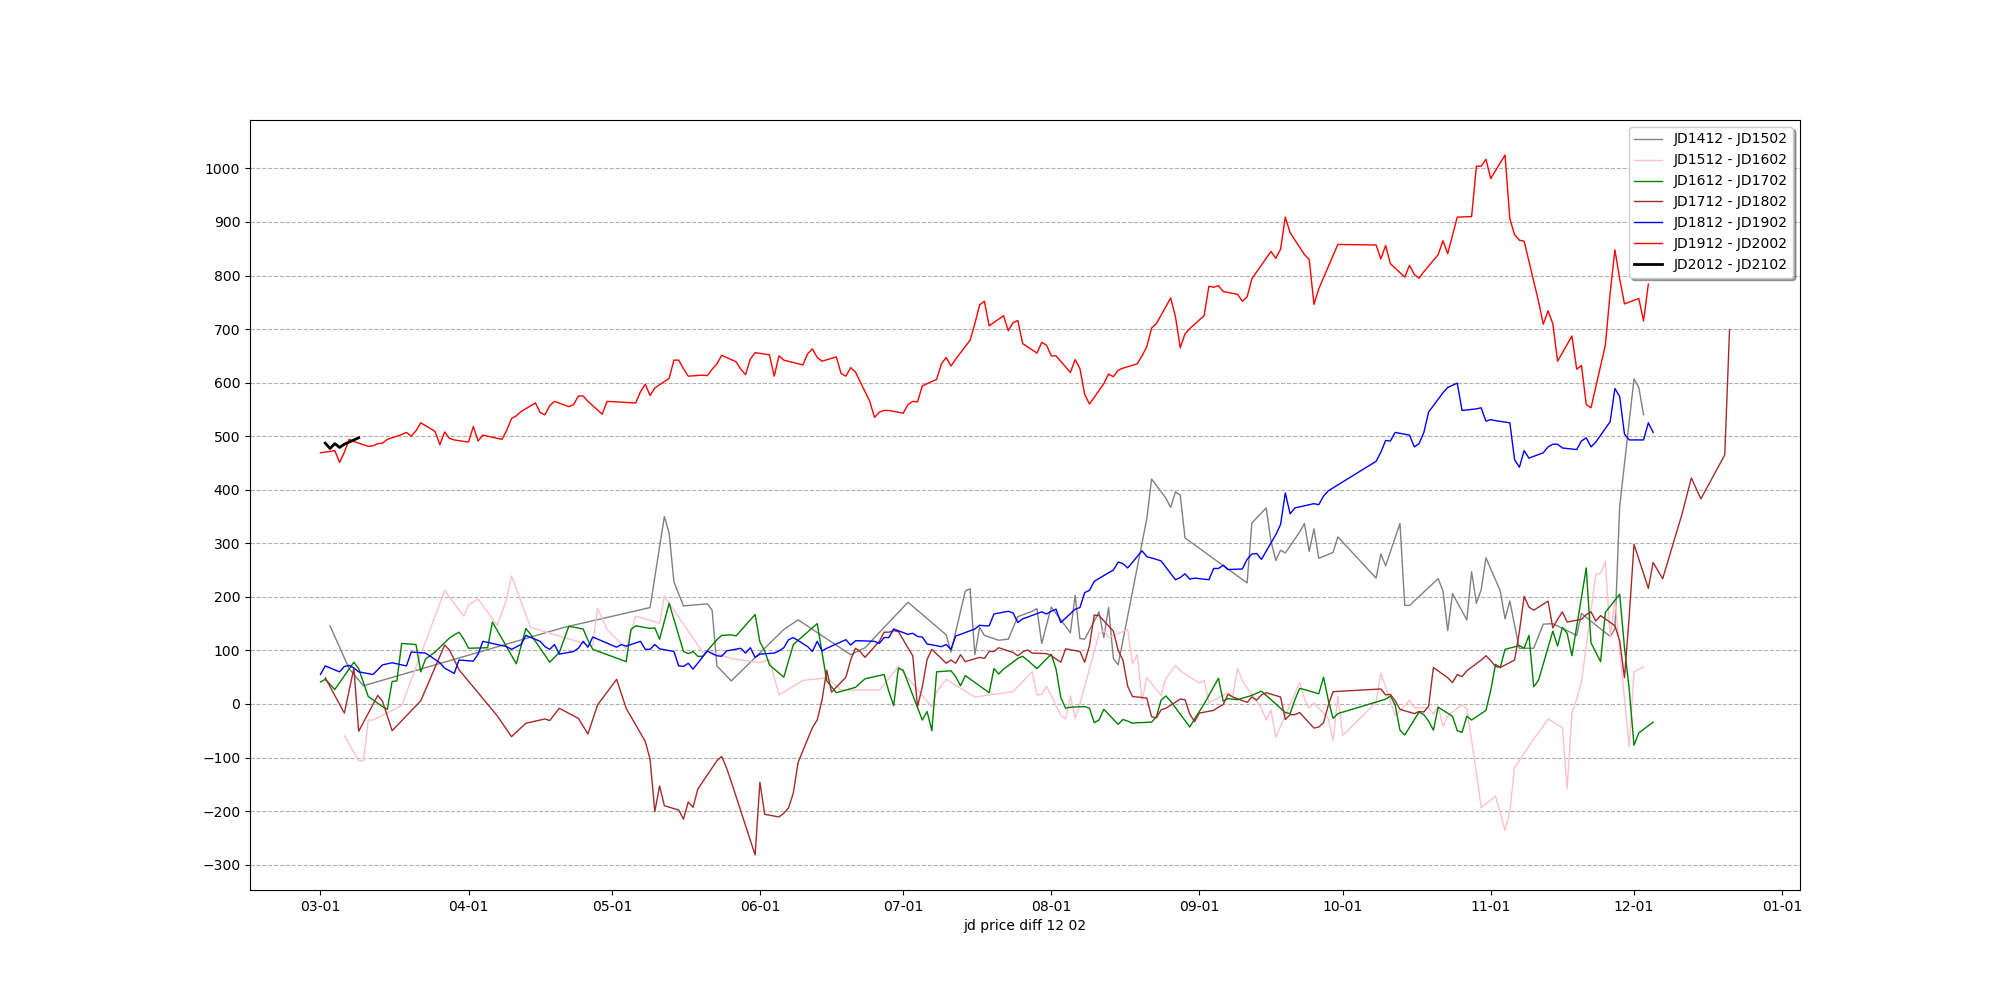 JD1412 - JD1502
JD1512 - JD1602
JD1612 - JD1702
JD1712 - JD1802
JD1812 - JD1902
JD1912 - JD2002
JD2012 - JD2102
1000
900
800
700
600
500
400
300
200
100
0
−100
−200
−300
03-01 04-01 05-01 06-01 07-01 08-01 09-01 10-01 11-01 12-01 01-01
jd price diff 12 02